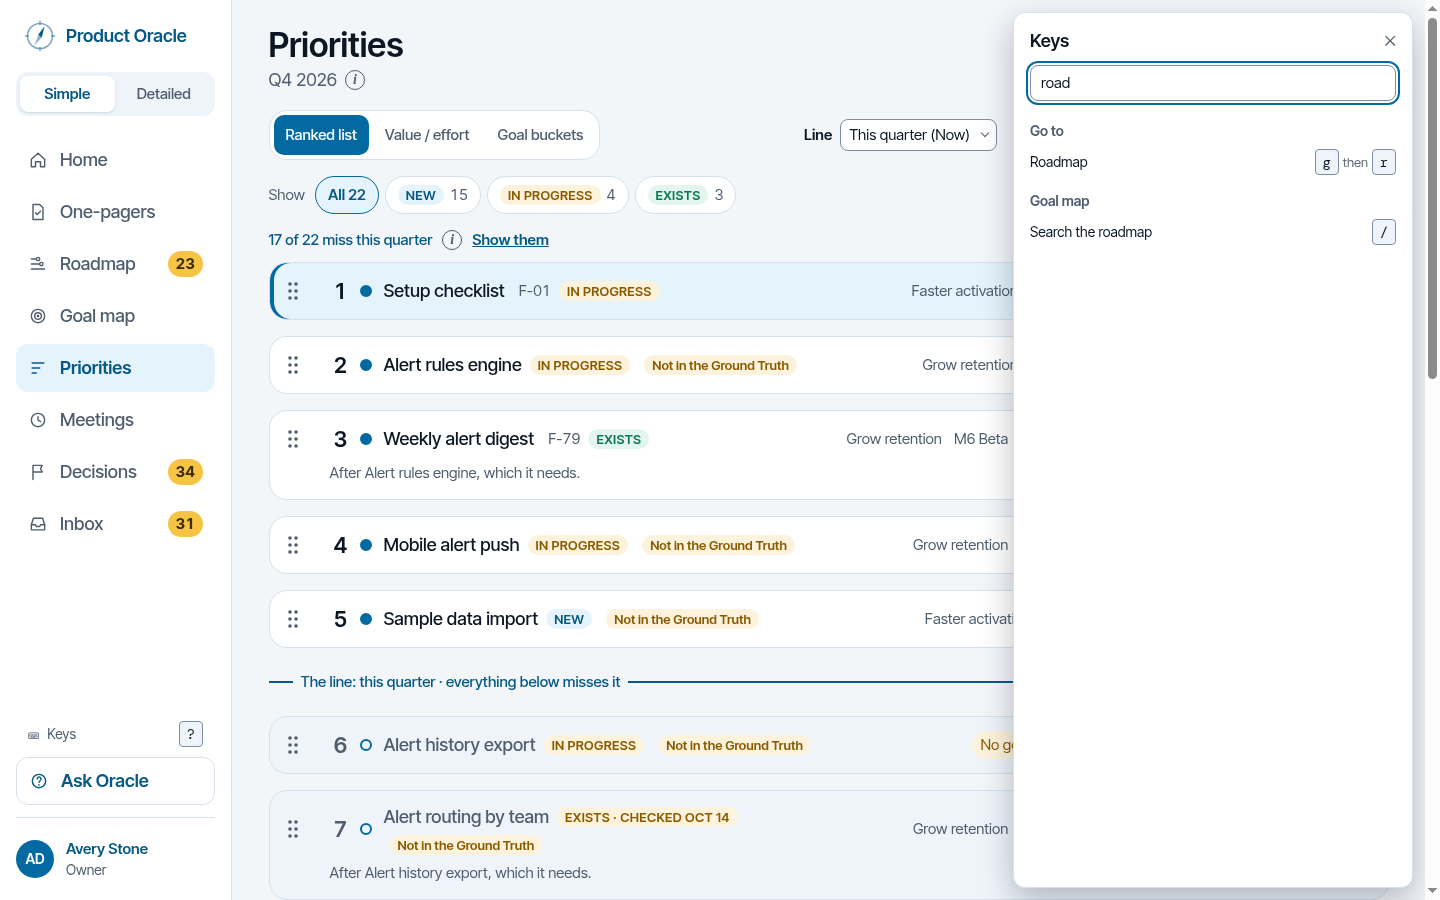 Product Oracle
Simple Detailed
Home
One-pagers
Roadmap 23
Goal map
Priorities
Meetings
Decisions 34
Inbox 31
Keys ?
Ask Oracle
AD Avery Stone
Owner
Priorities
Q4 2026 i
Ranked list Value / effort Goal buckets
Line This quarter (Now)
Show All 22 NEW 15 IN PROGRESS 4 EXISTS 3
17 of 22 miss this quarter i Show them
1 Setup checklist F-01 IN PROGRESS Faster activation
2 Alert rules engine IN PROGRESS Not in the Ground Truth Grow retention
3 Weekly alert digest F-79 EXISTS Grow retention M6 Beta
After Alert rules engine, which it needs.
4 Mobile alert push IN PROGRESS Not in the Ground Truth Grow retention
5 Sample data import NEW Not in the Ground Truth Faster activati
The line: this quarter · everything below misses it
6 Alert history export IN PROGRESS Not in the Ground Truth No
7 Alert routing by team EXISTS · CHECKED OCT 14 Grow retention
Not in the Ground Truth
After Alert history export, which it needs.
Keys
road
Go to
Roadmap g then r
Goal map
Search the roadmap /